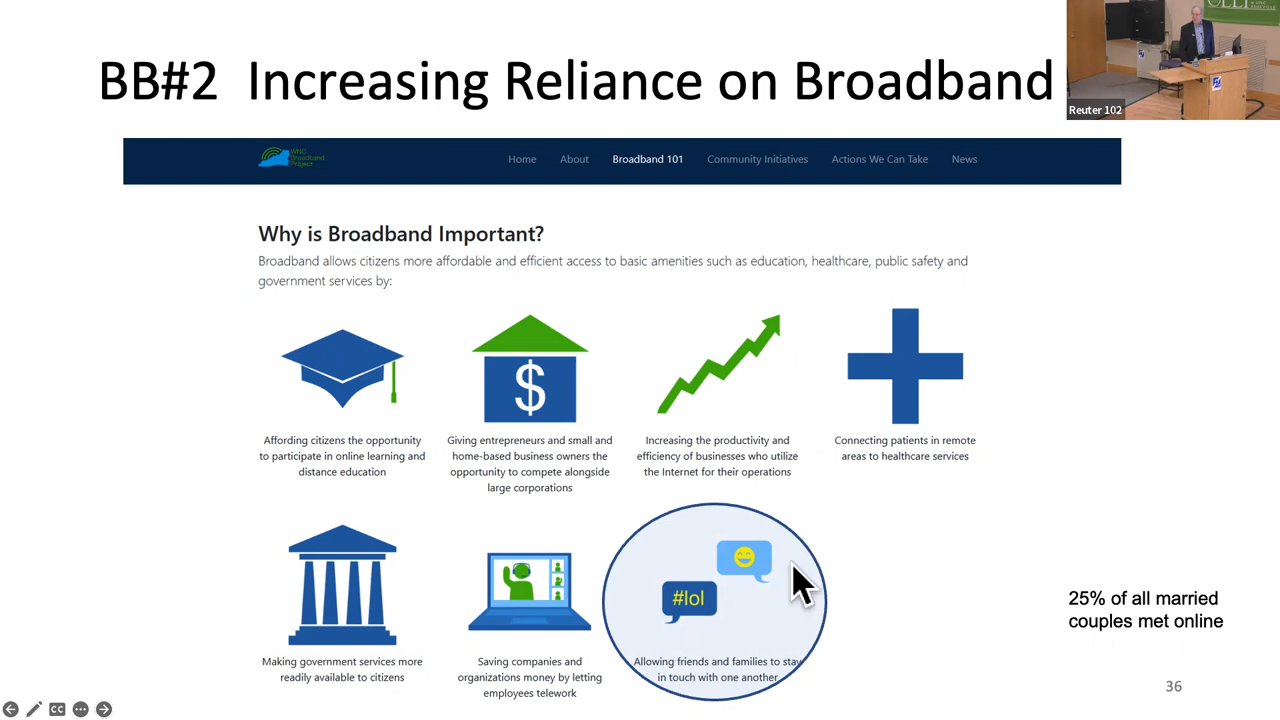 BB#2 Increasing Reliance on Broadband
Reuter 102
WNC
Broadband
Project
Home About Broadband 101 Community Initiatives Actions We Can Take News
Why is Broadband Important?
Broadband allows citizens more affordable and efficient access to basic amenities such as education, healthcare, public safety and
government services by:
$
Affording citizens the opportunity
to participate in online learning and
distance education
Giving entrepreneurs and small and
home-based business owners the
opportunity to compete alongside
large corporations
Increasing the productivity and
efficiency of businesses who utilize
the Internet for their operations
Connecting patients in remote
areas to healthcare services
#lol
Making government services more
readily available to citizens
Saving companies and
organizations money by letting
employees telework
Allowing friends and families to stay
in touch with one another
25% of all married
couples met online
36
CC